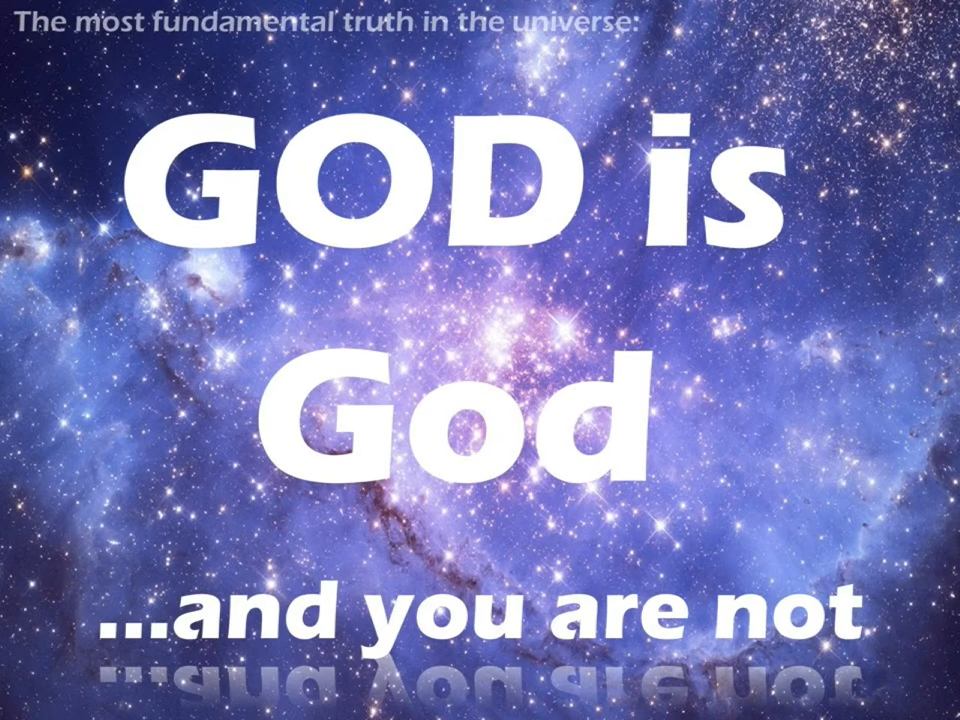 The most fundamental truth in the universe:
GOD is
God
...and you are not